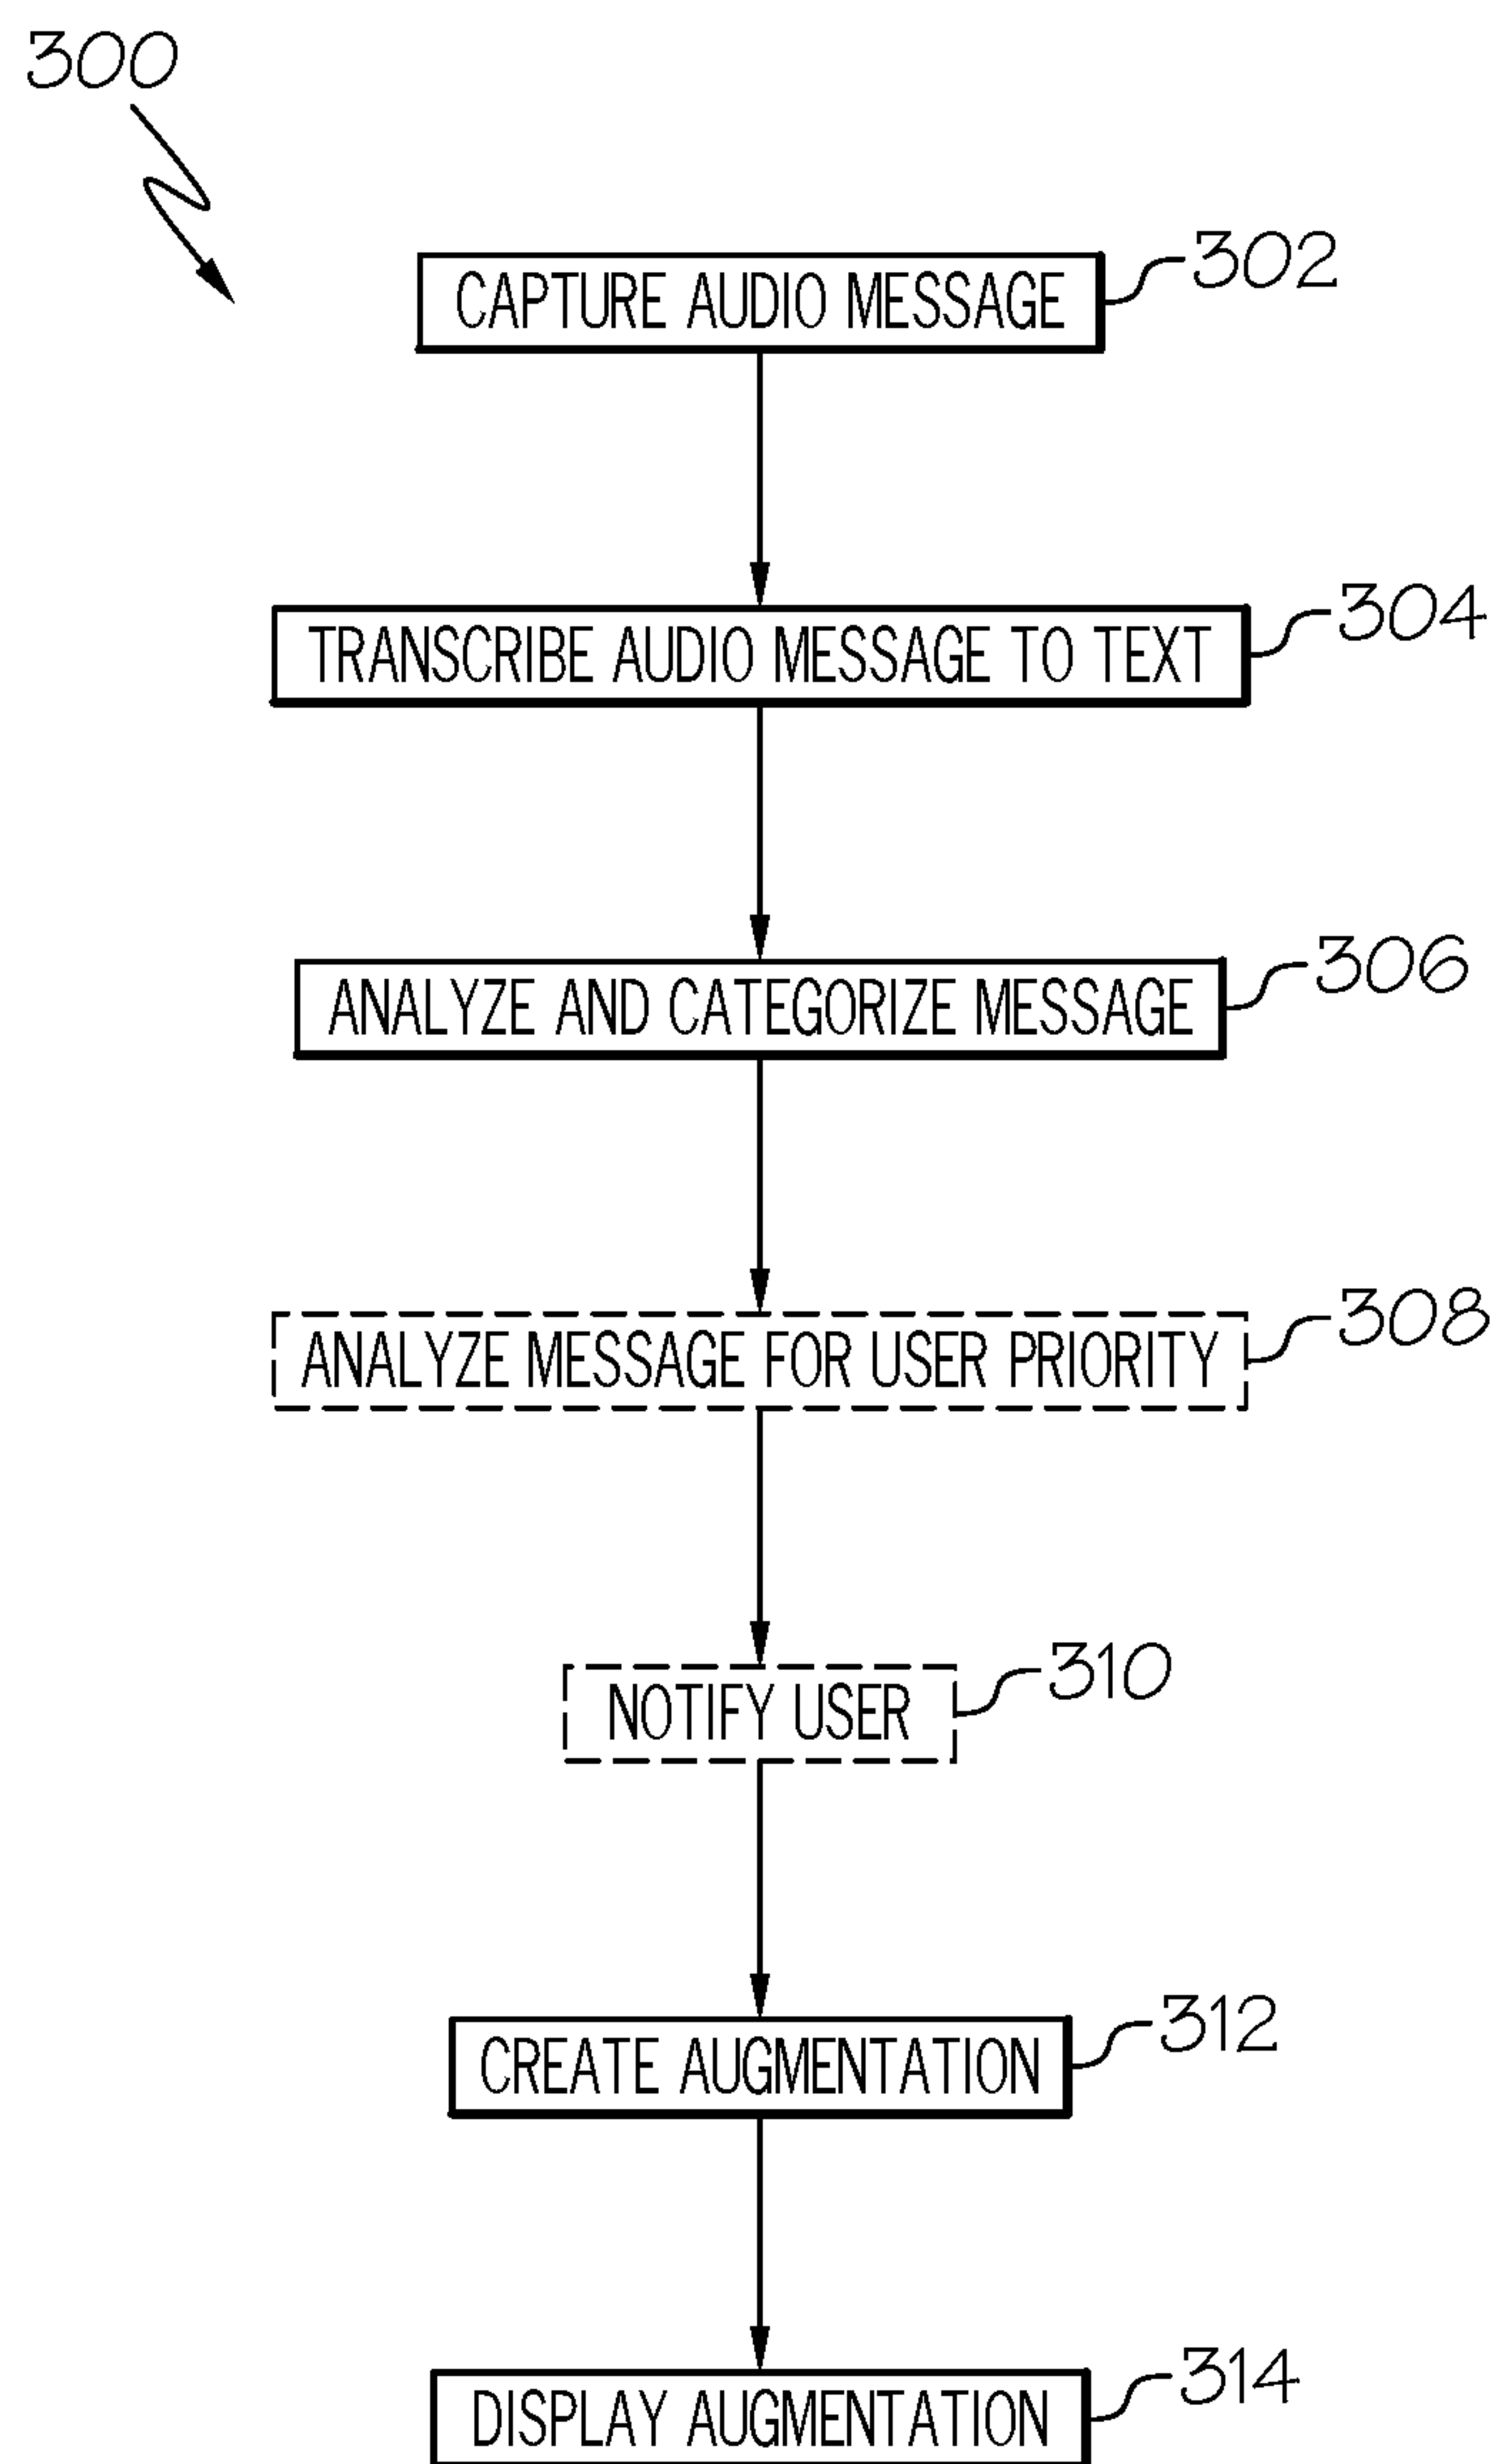 300
CAPTURE AUDIO MESSAGE
302
TRANSCRIBE AUDIO MESSAGE TO TEXT
304
ANALYZE AND CATEGORIZE MESSAGE
306
ANALYZE MESSAGE FOR USER PRIORITY
308
NOTIFY USER
310
CREATE AUGMENTATION
312
DISPLAY AUGMENTATION
314